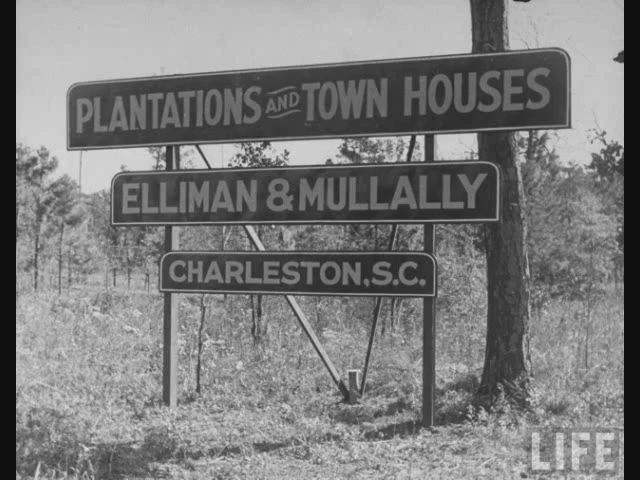 PLANTATIONS AND TOWN HOUSES
ELLIMAN & MULLALLY
CHARLESTON, S.C.
LIFE